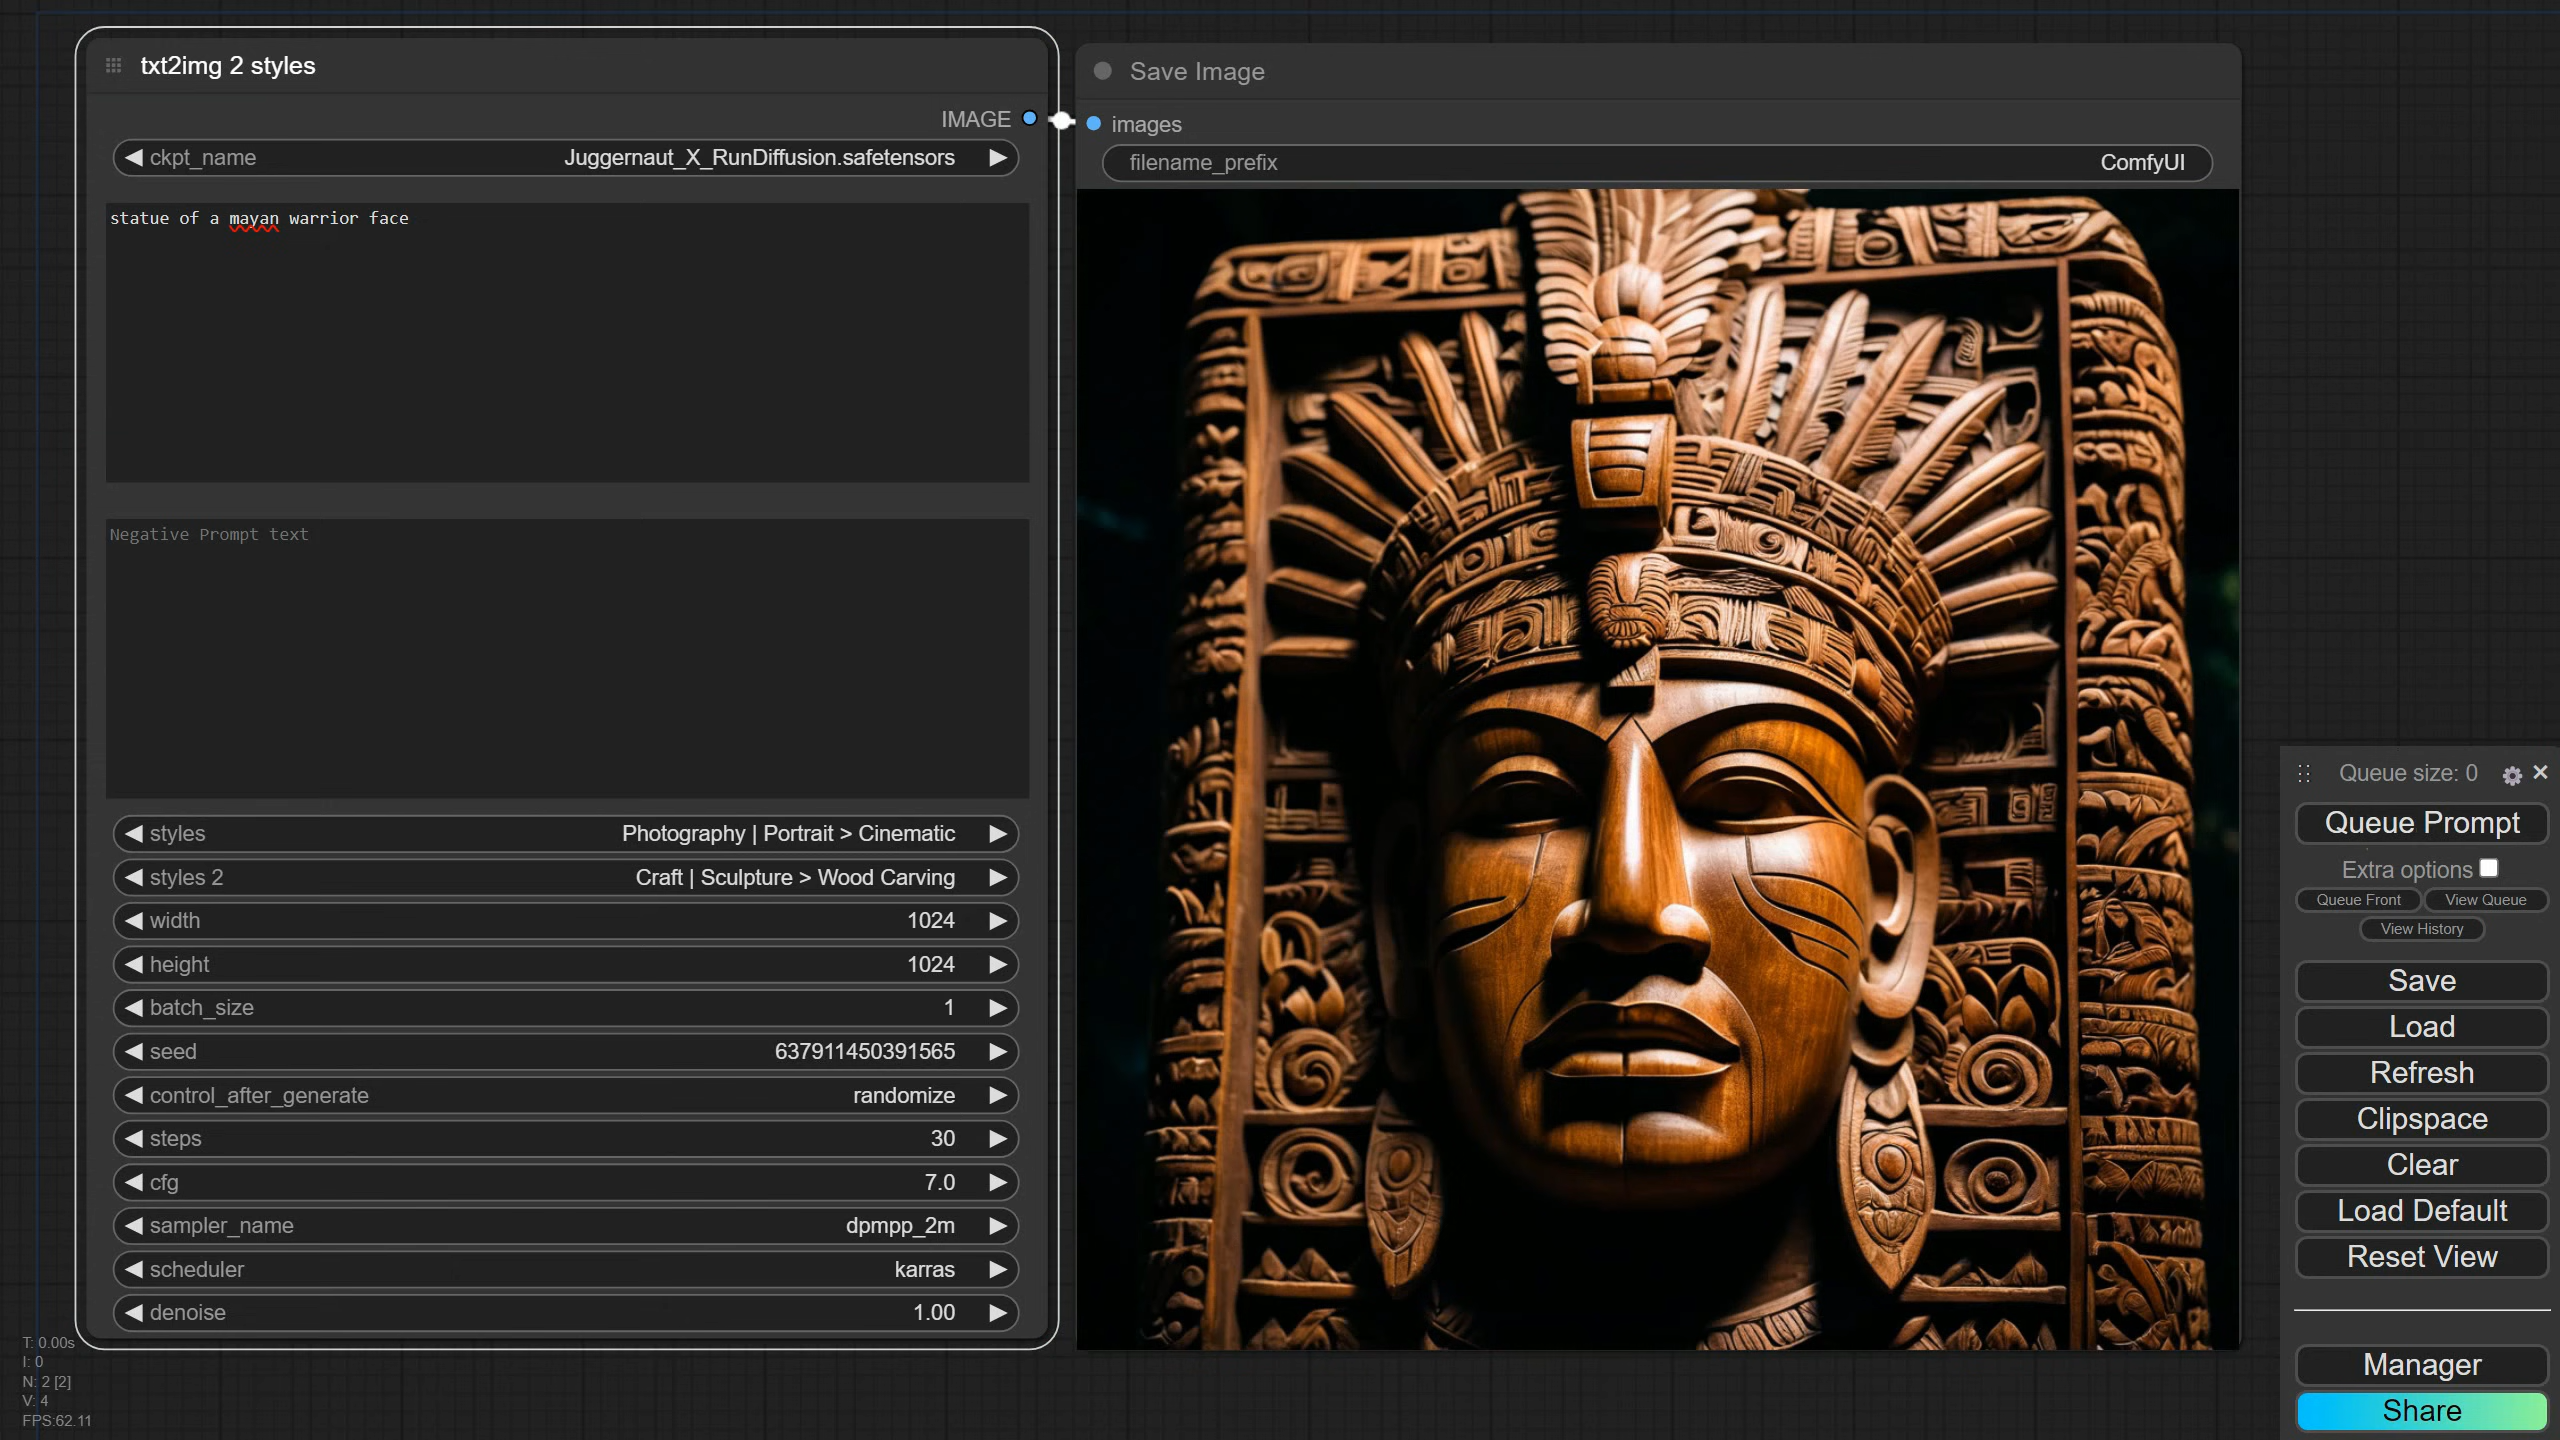 txt2img 2 styles
IMAGE
ckpt_name Juggernaut_X_RunDiffusion.safetensors
statue of a mayan warrior face
Negative Prompt text
styles Photography | Portrait > Cinematic
styles 2 Craft | Sculpture > Wood Carving
width 1024
height 1024
batch_size 1
seed 637911450391565
control_after_generate randomize
steps 30
cfg 7.0
sampler_name dpmpp_2m
scheduler karras
denoise 1.00
T: 0.00s
I: 0
N: 2 [2]
V: 4
FPS:62.11
Save Image
images
filename_prefix ComfyUI
Queue size: 0
Queue Prompt
Extra options
Queue Front View Queue
View History
Save
Load
Refresh
Clipspace
Clear
Load Default
Reset View
Manager
Share